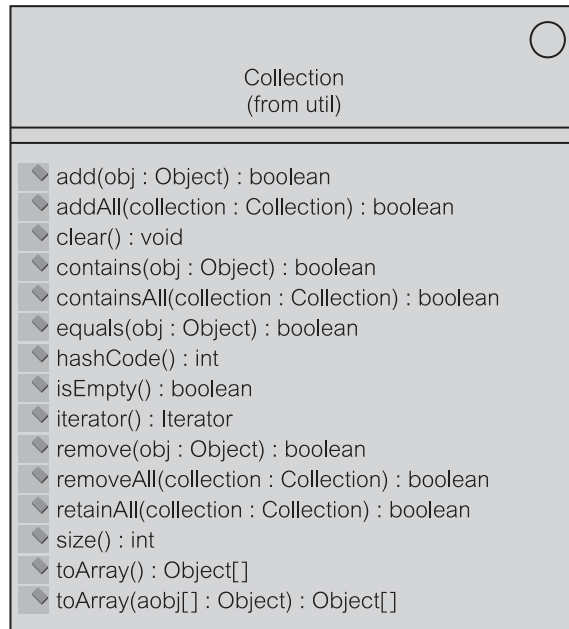 Collection
(from util)
add(obj : Object) : boolean
addAll(collection : Collection) : boolean
clear() : void
contains(obj : Object) : boolean
containsAll(collection : Collection) : boolean
equals(obj : Object) : boolean
hashCode() : int
isEmpty() : boolean
iterator() : Iterator
remove(obj : Object) : boolean
removeAll(collection : Collection) : boolean
retainAll(collection : Collection) : boolean
size() : int
toArray() : Object[]
toArray(aobj[] : Object) : Object[]